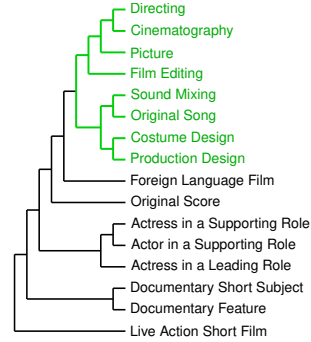 Directing
Cinematography
Picture
Film Editing
Sound Mixing
Original Song
Costume Design
Production Design
Foreign Language Film
Original Score
Actress in a Supporting Role
Actor in a Supporting Role
Actress in a Leading Role
Documentary Short Subject
Documentary Feature
Live Action Short Film